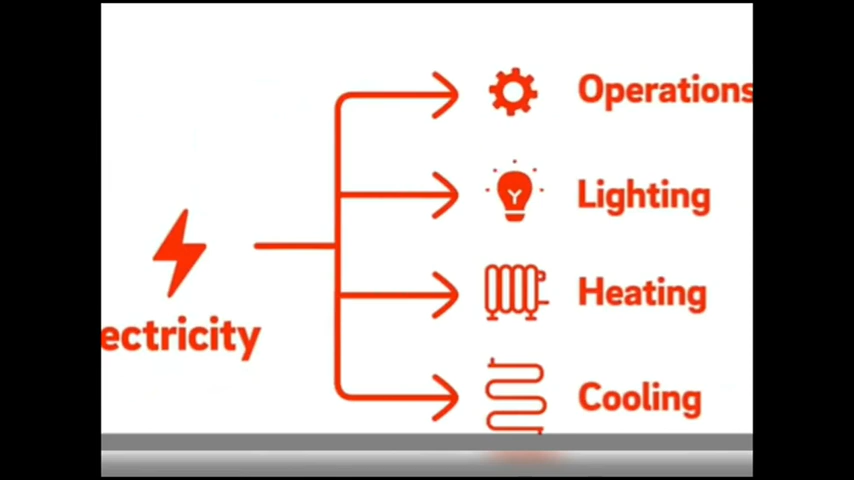 Operations
Lighting
Heating
ectricity
Cooling